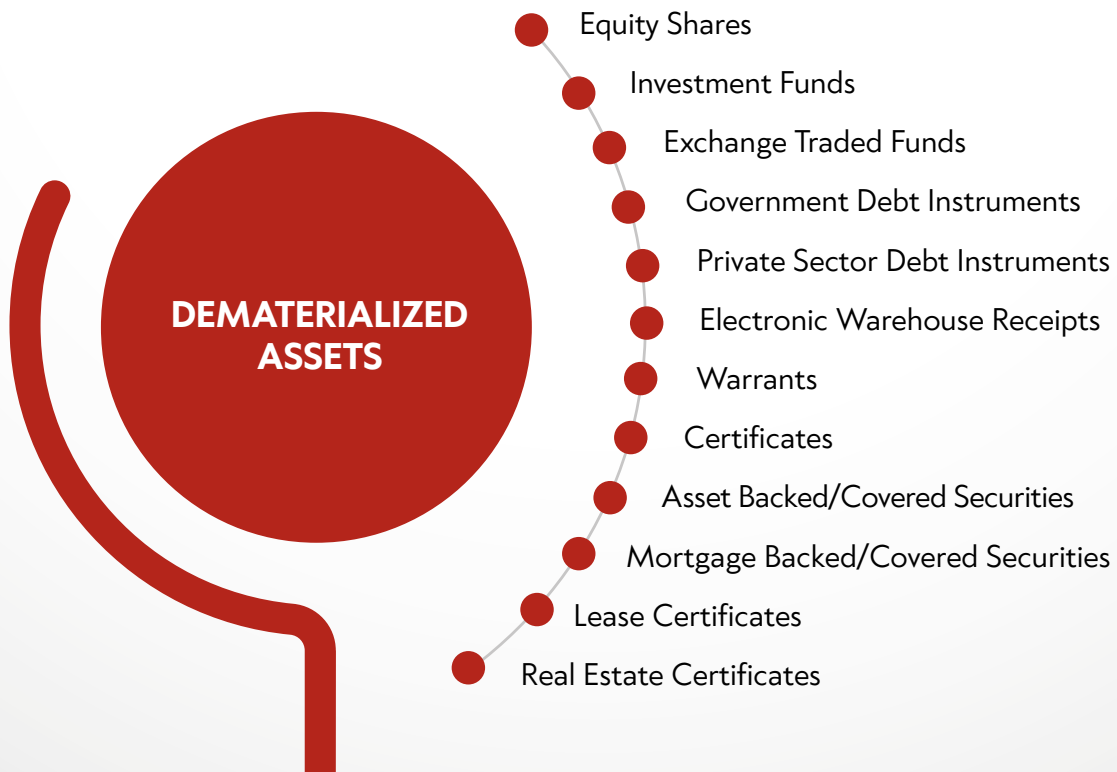 DEMATERIALIZED
ASSETS
Equity Shares
Investment Funds
Exchange Traded Funds
Government Debt Instruments
Private Sector Debt Instruments
Electronic Warehouse Receipts
Warrants
Certificates
Asset Backed/Covered Securities
Mortgage Backed/Covered Securities
Lease Certificates
Real Estate Certificates